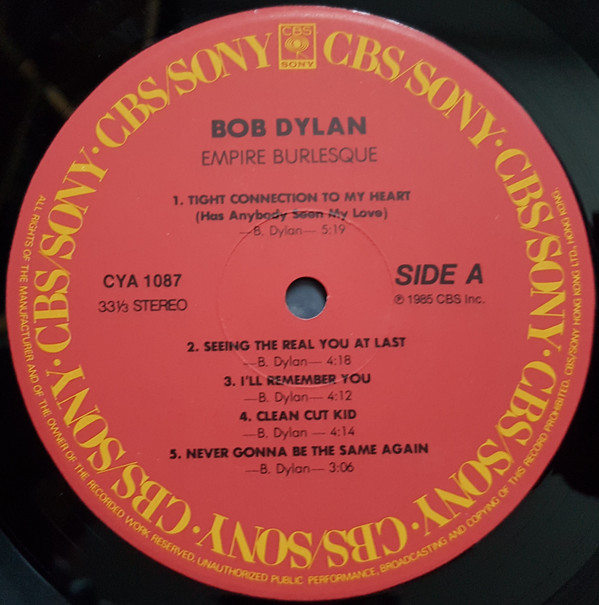 CBS/SONY · CBS/SONY · CBS/SONY · CBS/SONY · CBS/SONY · CBS/SONY · CBS/SONY · CBS/SONY
CBS
SONY
BOB DYLAN
EMPIRE BURLESQUE
1. TIGHT CONNECTION TO MY HEART
(Has Anybody Seen My Love)
—B. Dylan— 5:19
CYA 1087
33⅓ STEREO
SIDE A
℗ 1985 CBS Inc.
2. SEEING THE REAL YOU AT LAST
—B. Dylan— 4:18
3. I'LL REMEMBER YOU
—B. Dylan— 4:12
4. CLEAN CUT KID
—B. Dylan — 4:14
5. NEVER GONNA BE THE SAME AGAIN
—B. Dylan— 3:06
ALL RIGHTS OF THE MANUFACTURER AND OF THE OWNER OF THE RECORDED WORK RESERVED. UNAUTHORIZED PUBLIC PERFORMANCE, BROADCASTING AND COPYING OF THIS RECORD PROHIBITED. CBS/SONY HONG KONG LTD., HONG KONG.